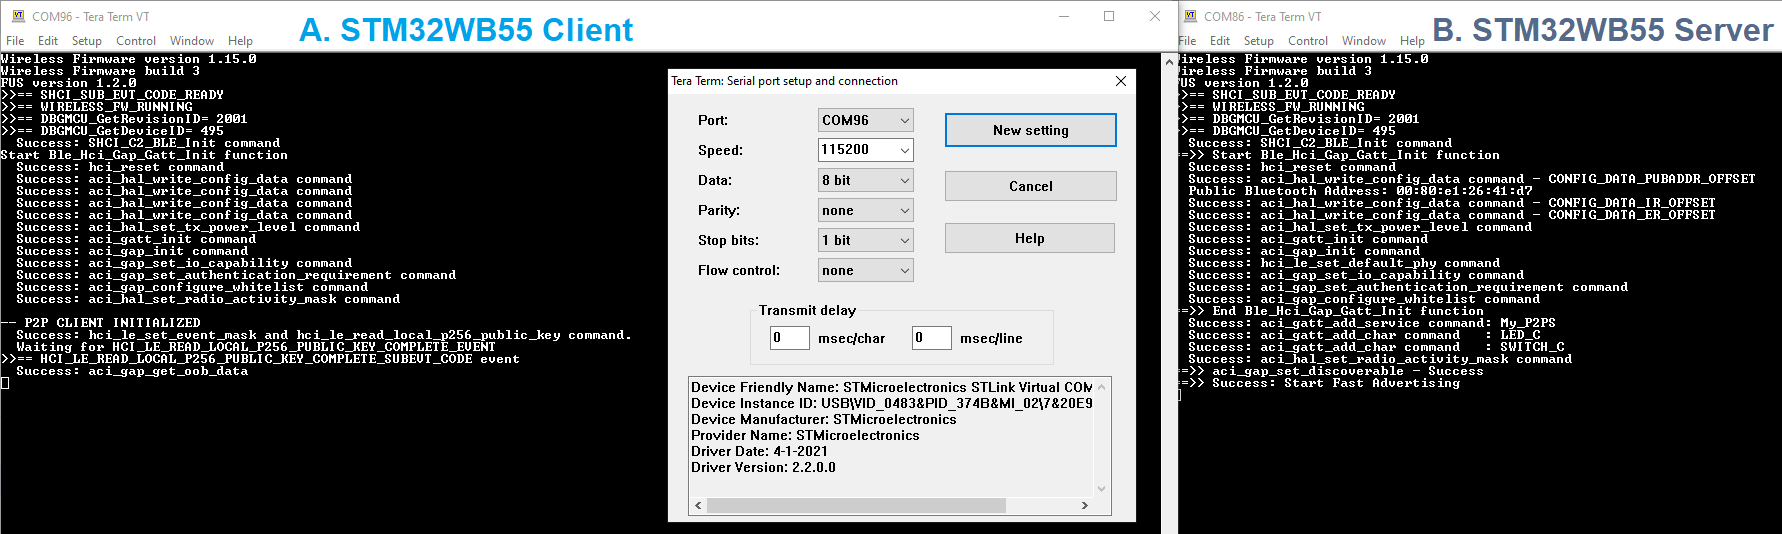 COM96 - Tera Term VT
A. STM32WB55 Client
File Edit Setup Control Window Help
Wireless Firmware version 1.15.0
Wireless Firmware build 3
FUS version 1.2.0
>>== SHCI_SUB_EVT_CODE_READY
>>== WIRELESS_FW_RUNNING
>>== DBGMCU_GetRevisionID= 2001
>>== DBGMCU_GetDeviceID= 495
Success: SHCI_C2_BLE_Init command
Start Ble_Hci_Gap_Gatt_Init function
Success: hci_reset command
Success: aci_hal_write_config_data command
Success: aci_hal_write_config_data command
Success: aci_hal_write_config_data command
Success: aci_hal_write_config_data command
Success: aci_hal_set_tx_power_level command
Success: aci_gatt_init command
Success: aci_gap_init command
Success: aci_gap_set_io_capability command
Success: aci_gap_set_authentication_requirement command
Success: aci_gap_configure_whitelist command
Success: aci_hal_set_radio_activity_mask command
-- P2P CLIENT INITIALIZED
Success: hci_le_set_event_mask and hci_le_read_local_p256_public_key command.
Waiting for HCI_LE_READ_LOCAL_P256_PUBLIC_KEY_COMPLETE_EVENT
>>== HCI_LE_READ_LOCAL_P256_PUBLIC_KEY_COMPLETE_SUBEVT_CODE event
Success: aci_gap_get_oob_data
Tera Term: Serial port setup and connection
Port: COM96 New setting
Speed: 115200
Data: 8 bit Cancel
Parity: none
Stop bits: 1 bit Help
Flow control: none
Transmit delay
0 msec/char 0 msec/line
Device Friendly Name: STMicroelectronics STLink Virtual COM
Device Instance ID: USB\VID_0483&PID_374B&MI_02\7&20E9
Device Manufacturer: STMicroelectronics
Provider Name: STMicroelectronics
Driver Date: 4-1-2021
Driver Version: 2.2.0.0
COM86 - Tera Term VT
B. STM32WB55 Server
File Edit Setup Control Window Help
Wireless Firmware version 1.15.0
Wireless Firmware build 3
FUS version 1.2.0
>>== SHCI_SUB_EVT_CODE_READY
>>== WIRELESS_FW_RUNNING
>>== DBGMCU_GetRevisionID= 2001
>>== DBGMCU_GetDeviceID= 495
Success: SHCI_C2_BLE_Init command
==>> Start Ble_Hci_Gap_Gatt_Init function
Success: hci_reset command
Success: aci_hal_write_config_data command - CONFIG_DATA_PUBADDR_OFFSET
Public Bluetooth Address: 00:80:e1:26:41:d7
Success: aci_hal_write_config_data command - CONFIG_DATA_IR_OFFSET
Success: aci_hal_write_config_data command - CONFIG_DATA_ER_OFFSET
Success: aci_hal_set_tx_power_level command
Success: aci_gatt_init command
Success: aci_gap_init command
Success: hci_le_set_default_phy command
Success: aci_gap_set_io_capability command
Success: aci_gap_set_authentication_requirement command
Success: aci_gap_configure_whitelist command
==>> End Ble_Hci_Gap_Gatt_Init function
Success: aci_gatt_add_service command: My_P2PS
Success: aci_gatt_add_char command : LED_C
Success: aci_gatt_add_char command : SWITCH_C
Success: aci_hal_set_radio_activity_mask command
==>> aci_gap_set_discoverable - Success
==>> Success: Start Fast Advertising